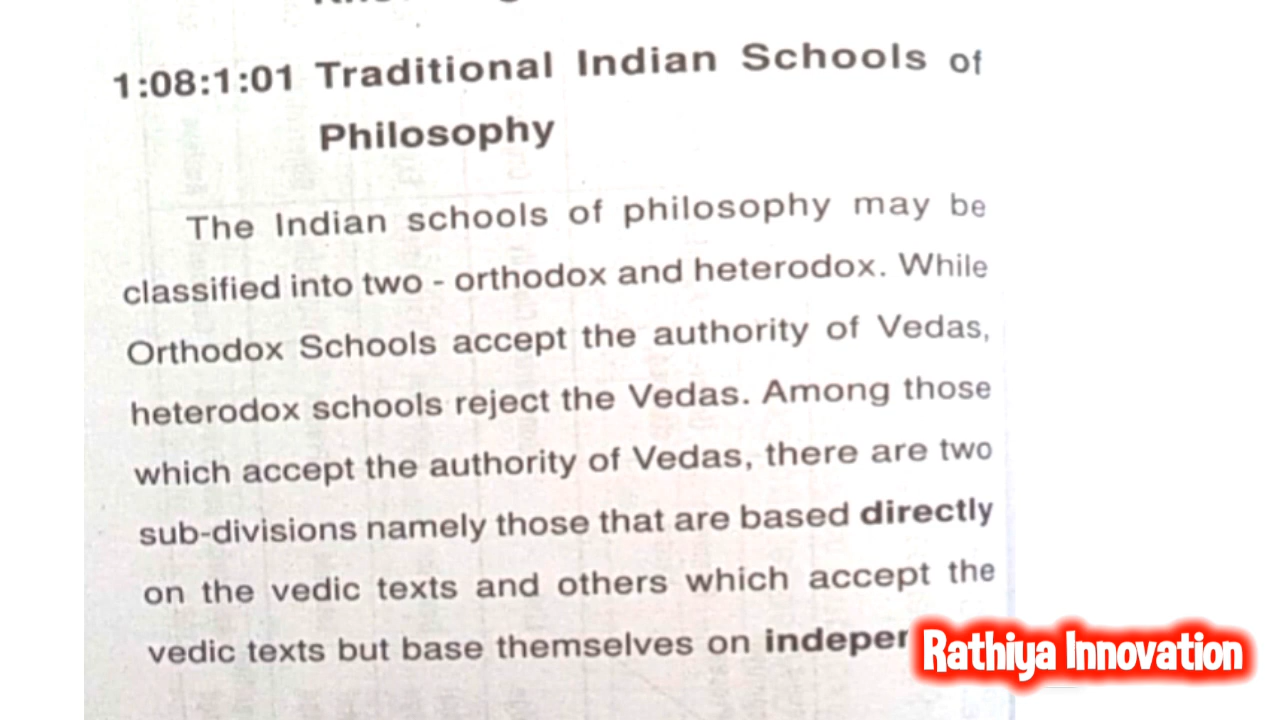 1:08:1:01 Traditional Indian Schools of
Philosophy
The Indian schools of philosophy may be
classified into two - orthodox and heterodox. While
Orthodox Schools accept the authority of Vedas,
heterodox schools reject the Vedas. Among those
which accept the authority of Vedas, there are two
sub-divisions namely those that are based directly
on the vedic texts and others which accept the
vedic texts but base themselves on
Rathiya Innovation